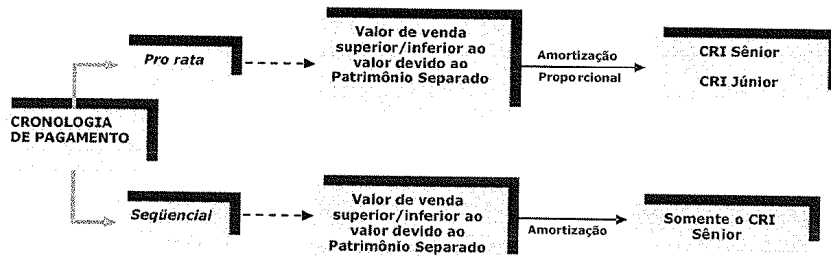 Pro rata
Valor de venda
superior/inferior ao
valor devido ao
Patrimônio Separado
Amortização
Proporcional
CRI Sênior
CRI Júnior
CRONOLOGIA
DE PAGAMENTO
Seqüencial
Valor de venda
superior/inferior ao
valor devido ao
Patrimônio Separado
Amortização
Somente o CRI
Sênior